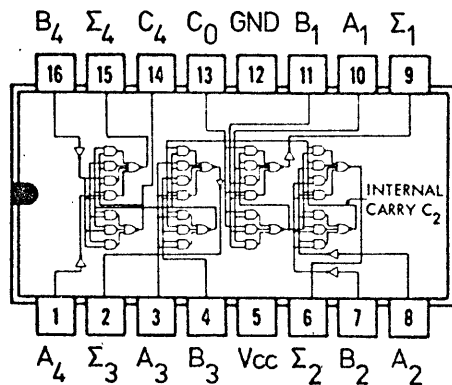 B4 Σ4 C4 C0 GND B1 A1 Σ1
16 15 14 13 12 11 10 9
INTERNAL
CARRY C2
1 2 3 4 5 6 7 8
A4 Σ3 A3 B3 Vcc Σ2 B2 A2